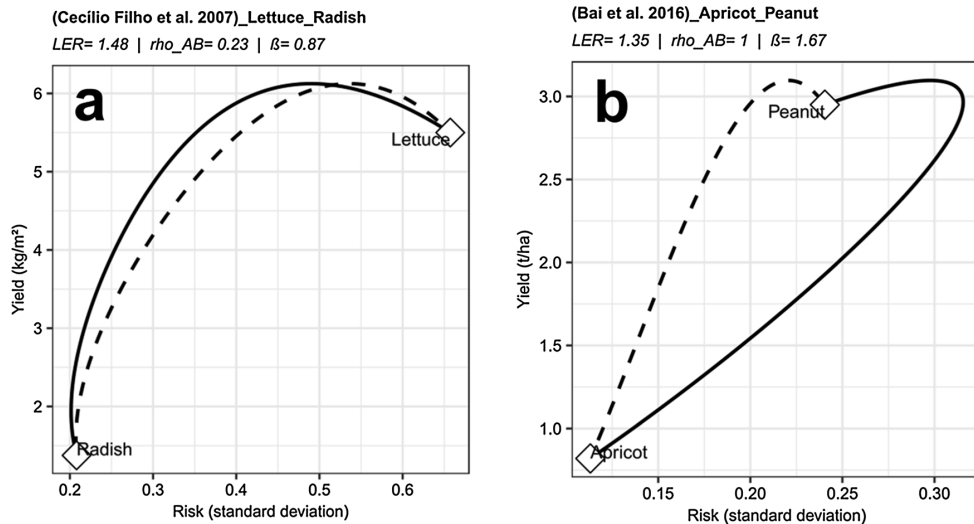 (Cecílio Filho et al. 2007)_Lettuce_Radish
LER= 1.48 | rho_AB= 0.23 | ß= 0.87
a
Yield (kg/m²)
6
5
4
3
2
Lettuce
Radish
0.2 0.3 0.4 0.5 0.6
Risk (standard deviation)
(Bai et al. 2016)_Apricot_Peanut
LER= 1.35 | rho_AB= 1 | ß= 1.67
b
Yield (t/ha)
3.0
2.5
2.0
1.5
1.0
Peanut
Apricot
0.15 0.20 0.25 0.30
Risk (standard deviation)